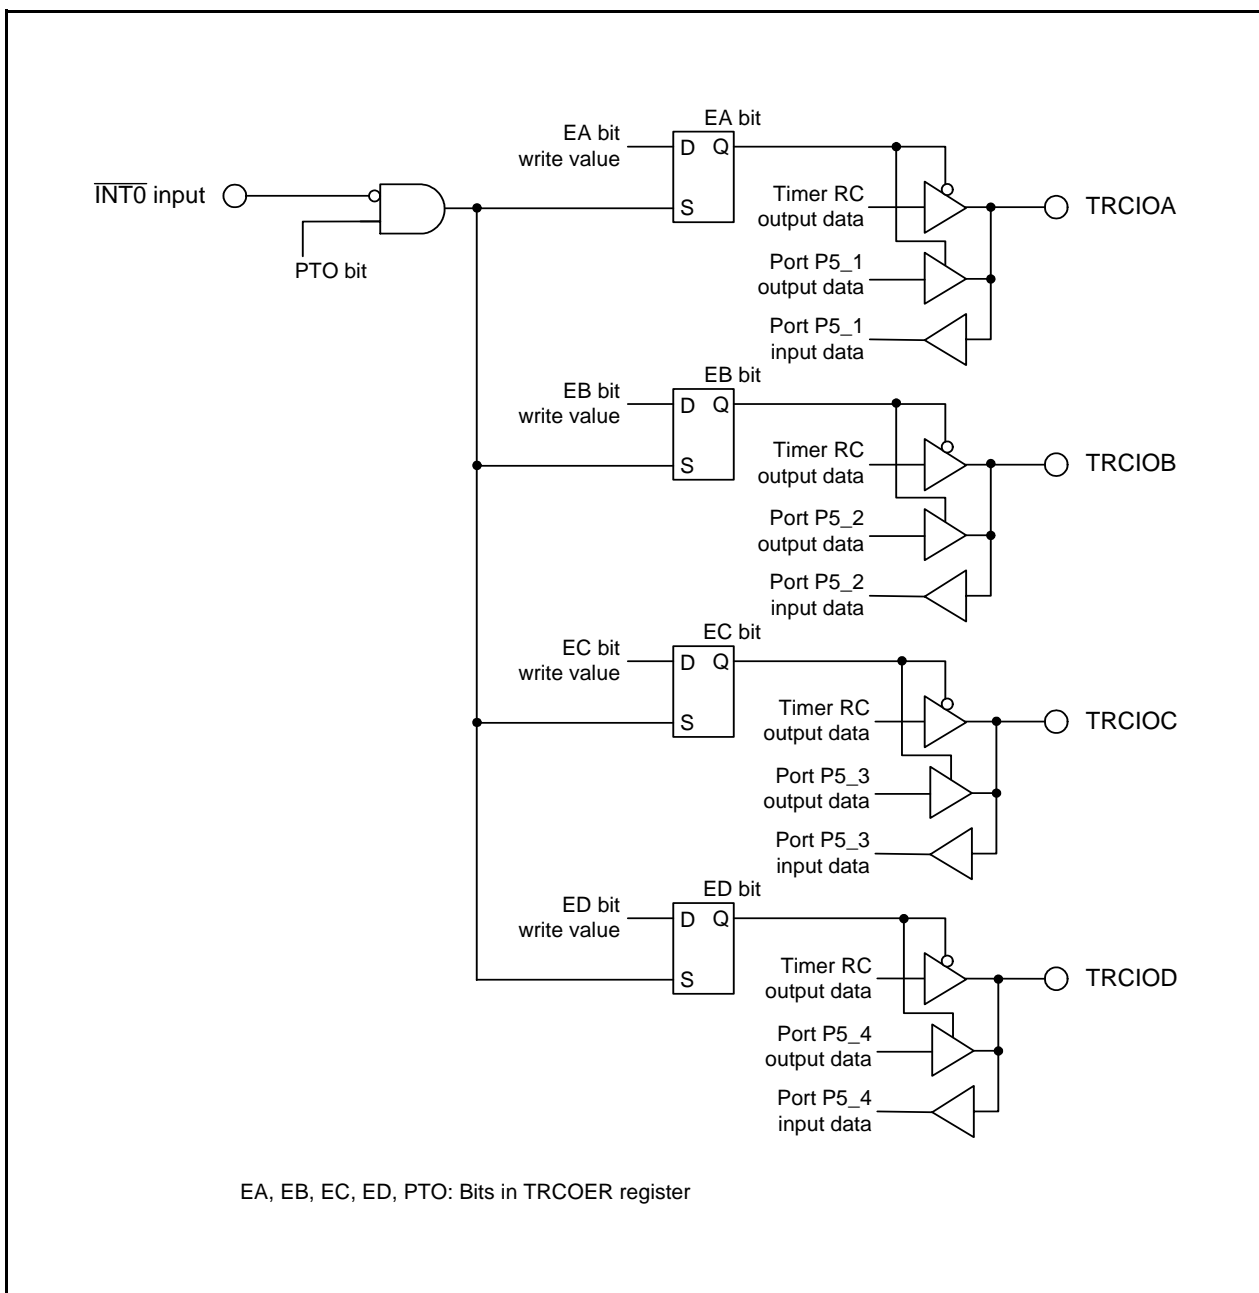 EA bit
EA bit
write value
D Q
S
INT0 input
PTO bit
Timer RC
output data
TRCIOA
Port P5_1
output data
Port P5_1
input data
EB bit
EB bit
write value
D Q
S
Timer RC
output data
TRCIOB
Port P5_2
output data
Port P5_2
input data
EC bit
EC bit
write value
D Q
S
Timer RC
output data
TRCIOC
Port P5_3
output data
Port P5_3
input data
ED bit
ED bit
write value
D Q
S
Timer RC
output data
TRCIOD
Port P5_4
output data
Port P5_4
input data
EA, EB, EC, ED, PTO: Bits in TRCOER register